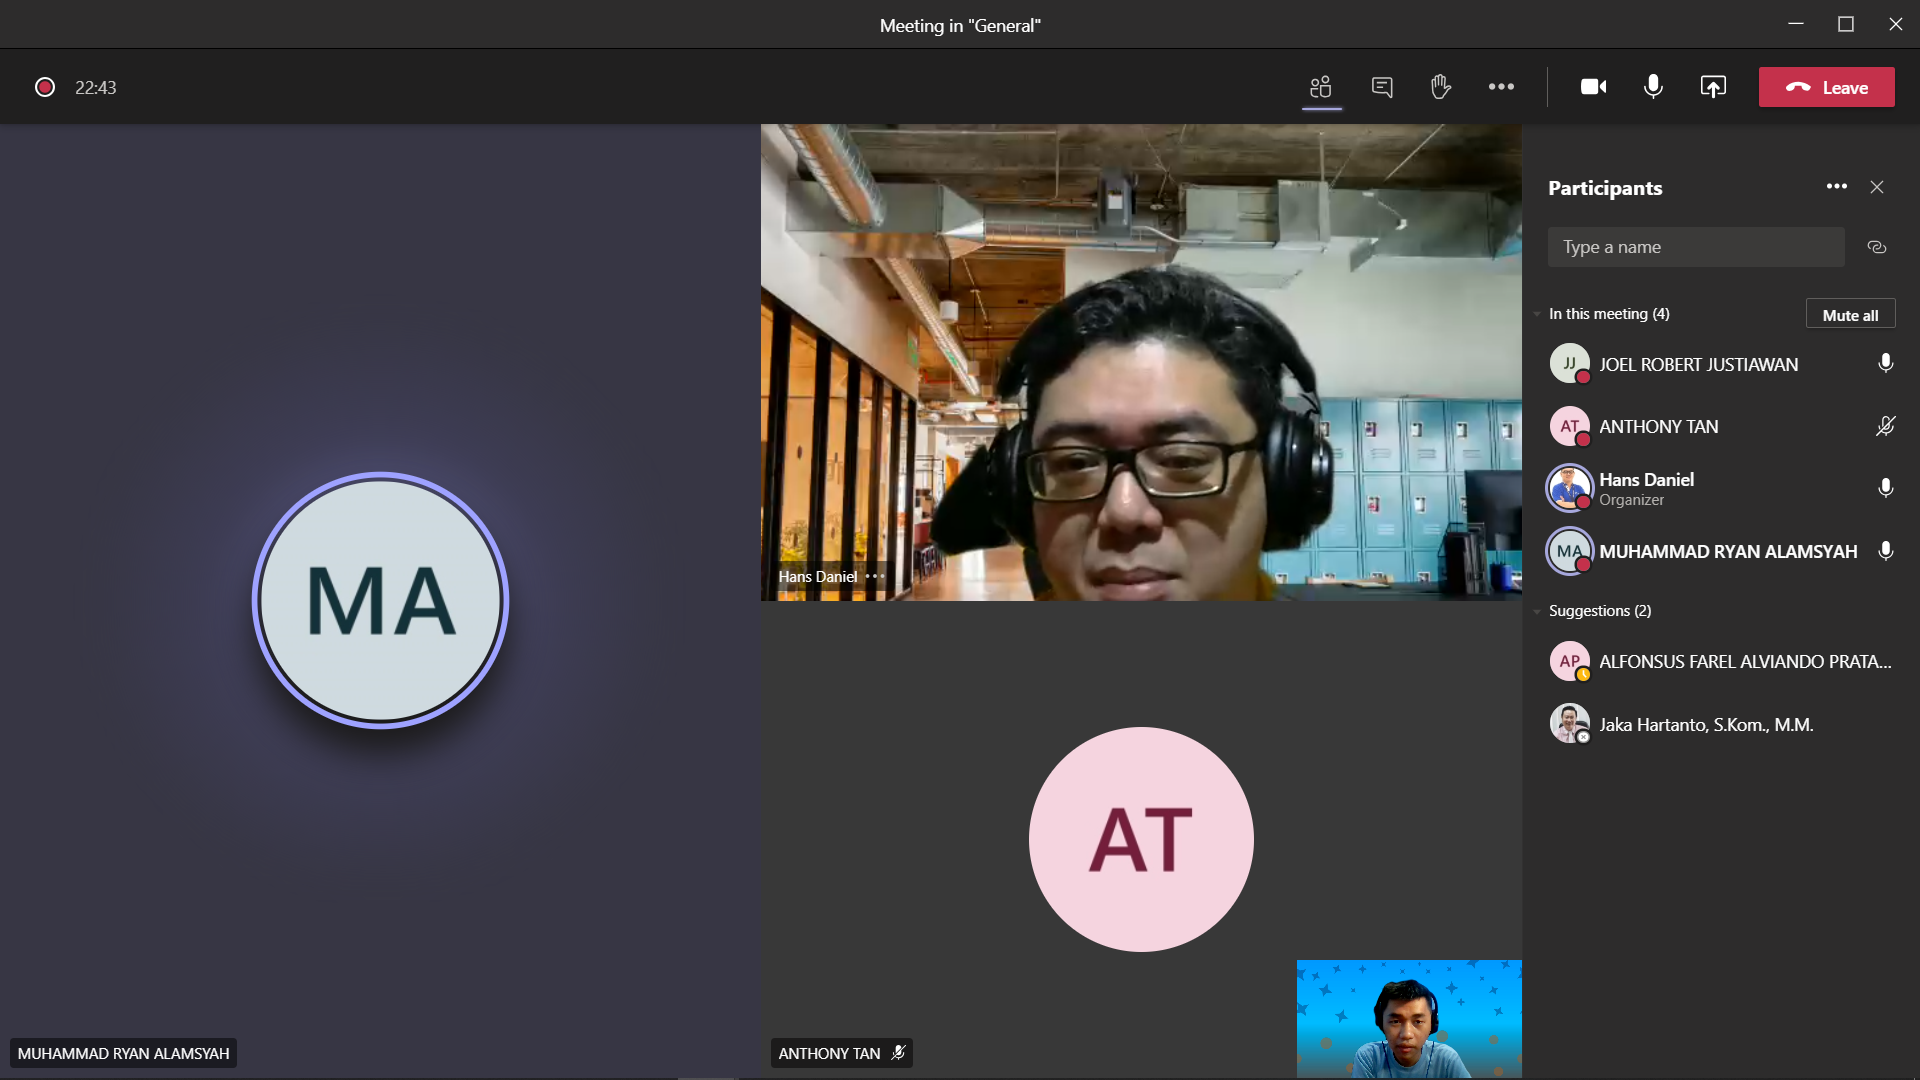 Meeting in "General"
22:43
Leave
Participants
Type a name
In this meeting (4)
Mute all
JJ
JOEL ROBERT JUSTIAWAN
AT
ANTHONY TAN
Hans Daniel
Organizer
MA
MUHAMMAD RYAN ALAMSYAH
Suggestions (2)
AP
ALFONSUS FAREL ALVIANDO PRATA...
Jaka Hartanto, S.Kom., M.M.
MA
MUHAMMAD RYAN ALAMSYAH
Hans Daniel
AT
ANTHONY TAN